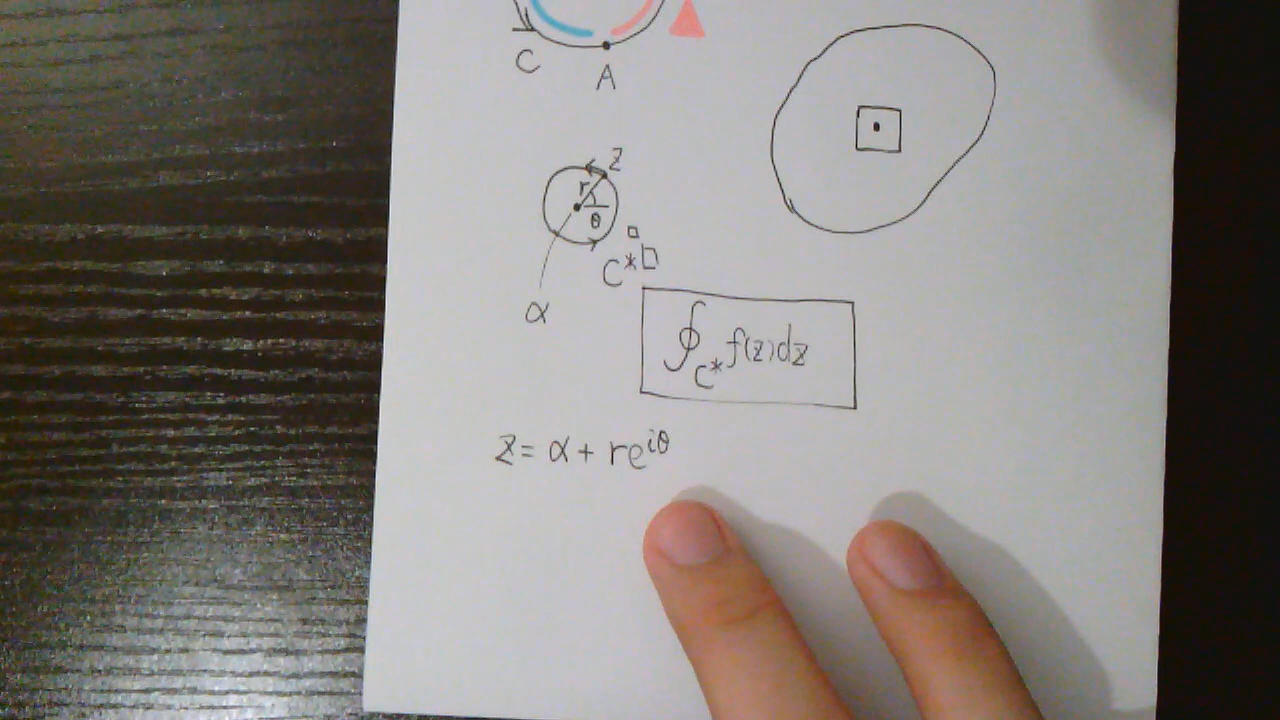 C
A
z
r
θ
C*
α
∮_{C*} f(z)dz
z = α + re^{iθ}